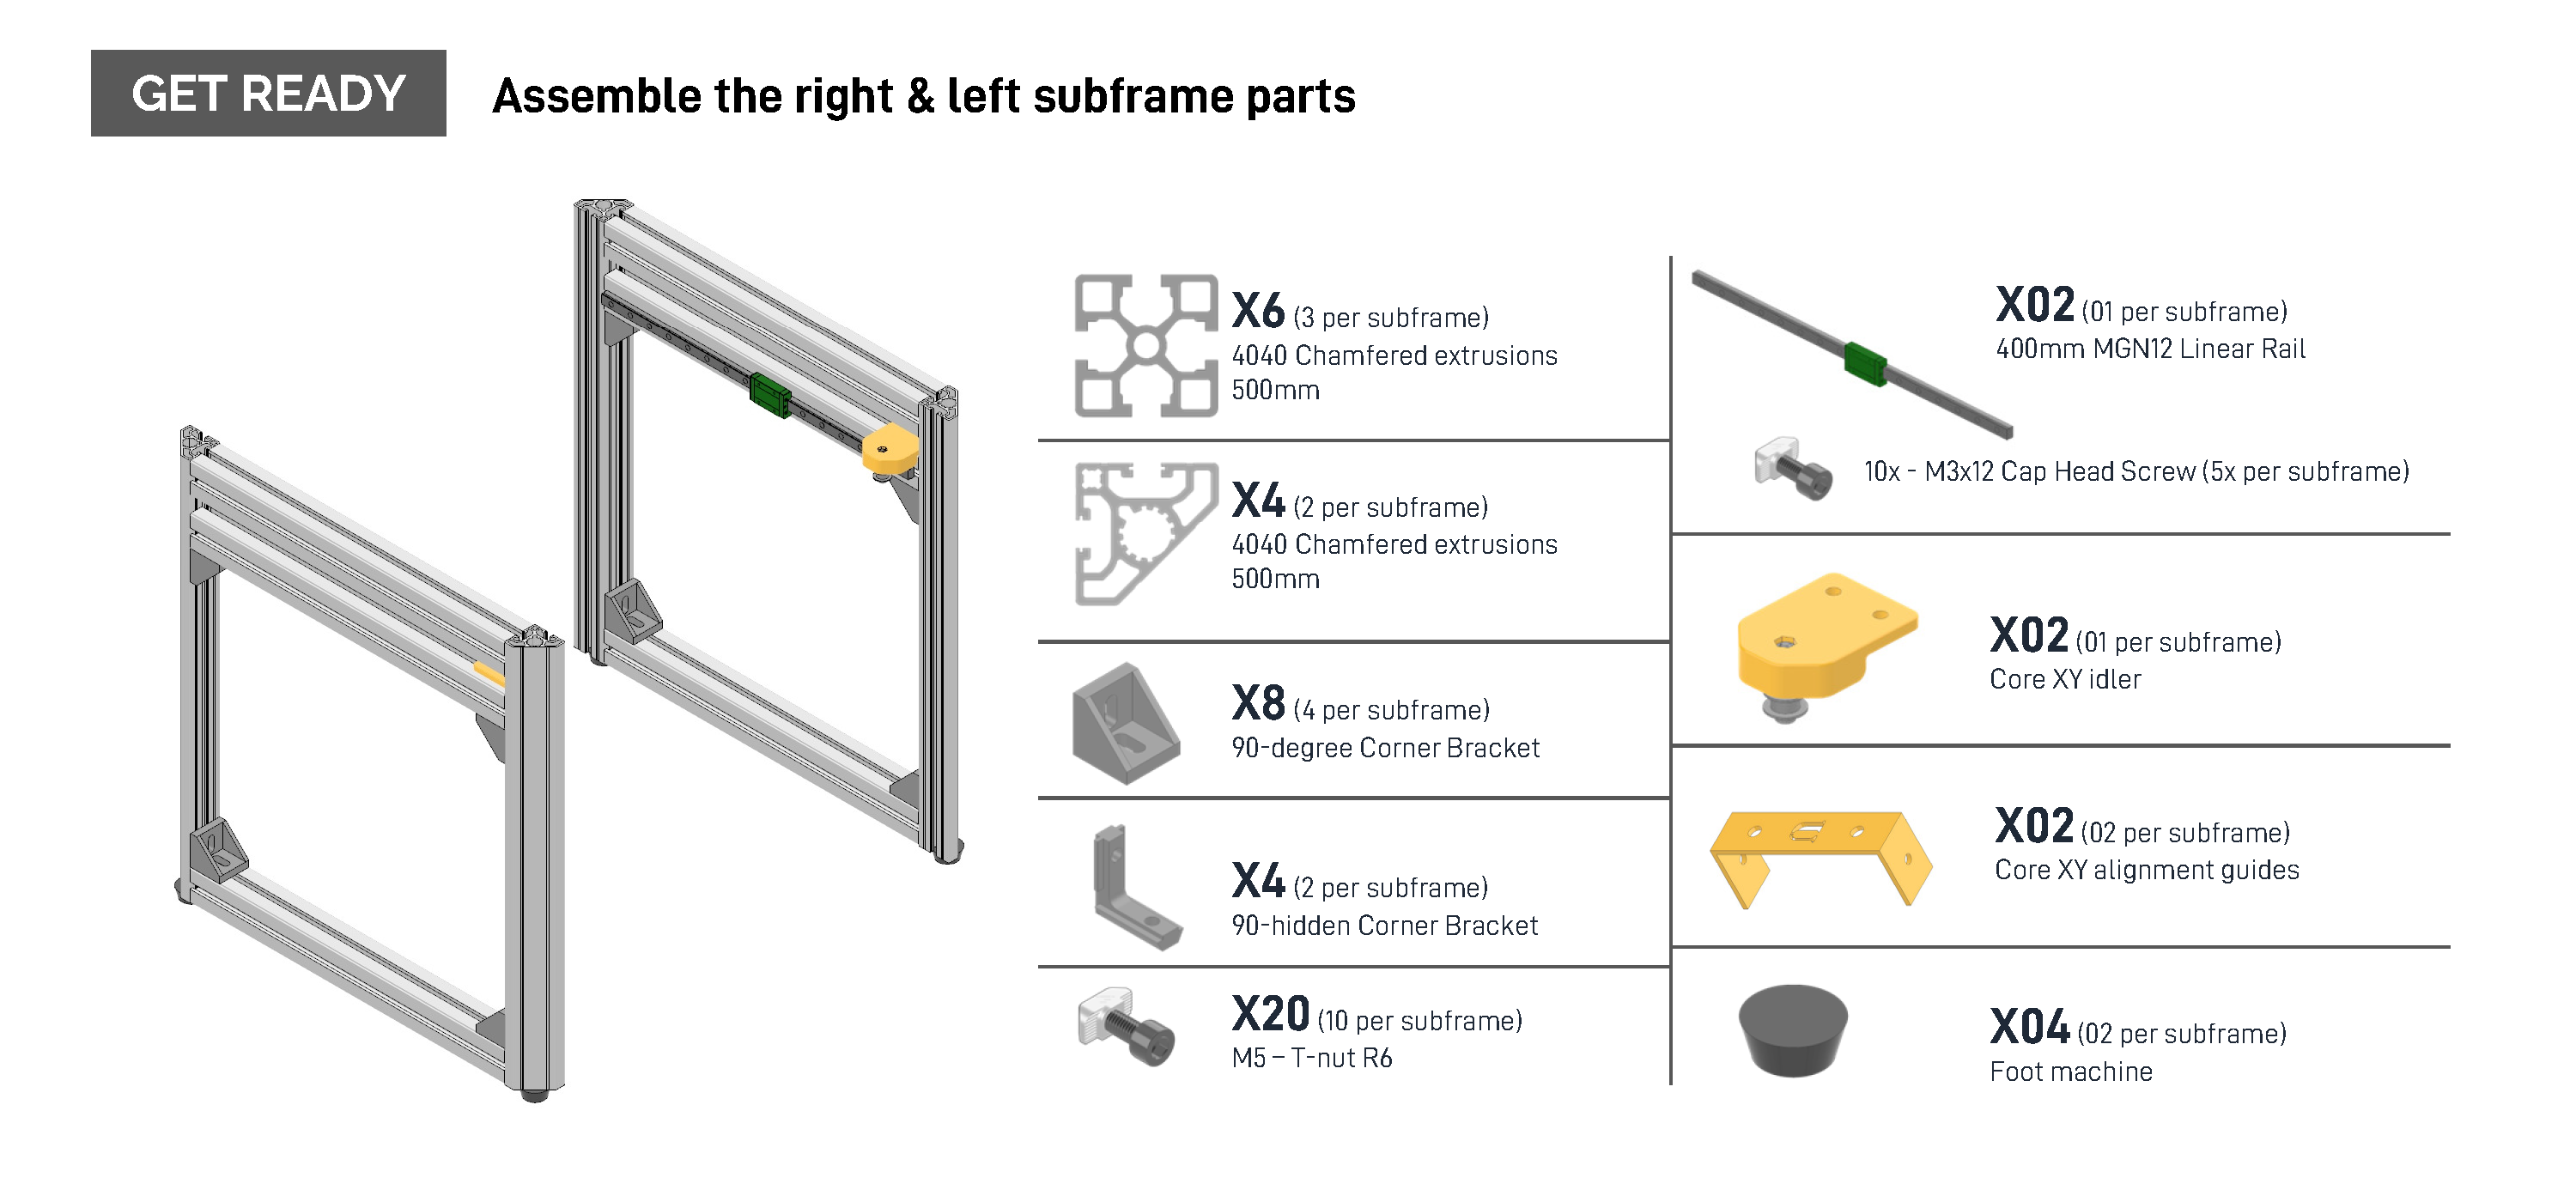 GET READY
Assemble the right & left subframe parts
X6 (3 per subframe)
4040 Chamfered extrusions
500mm
X4 (2 per subframe)
4040 Chamfered extrusions
500mm
X8 (4 per subframe)
90-degree Corner Bracket
X4 (2 per subframe)
90-hidden Corner Bracket
X20 (10 per subframe)
M5 – T-nut R6
X02 (01 per subframe)
400mm MGN12 Linear Rail
10x - M3x12 Cap Head Screw (5x per subframe)
X02 (01 per subframe)
Core XY idler
X02 (02 per subframe)
Core XY alignment guides
X04 (02 per subframe)
Foot machine